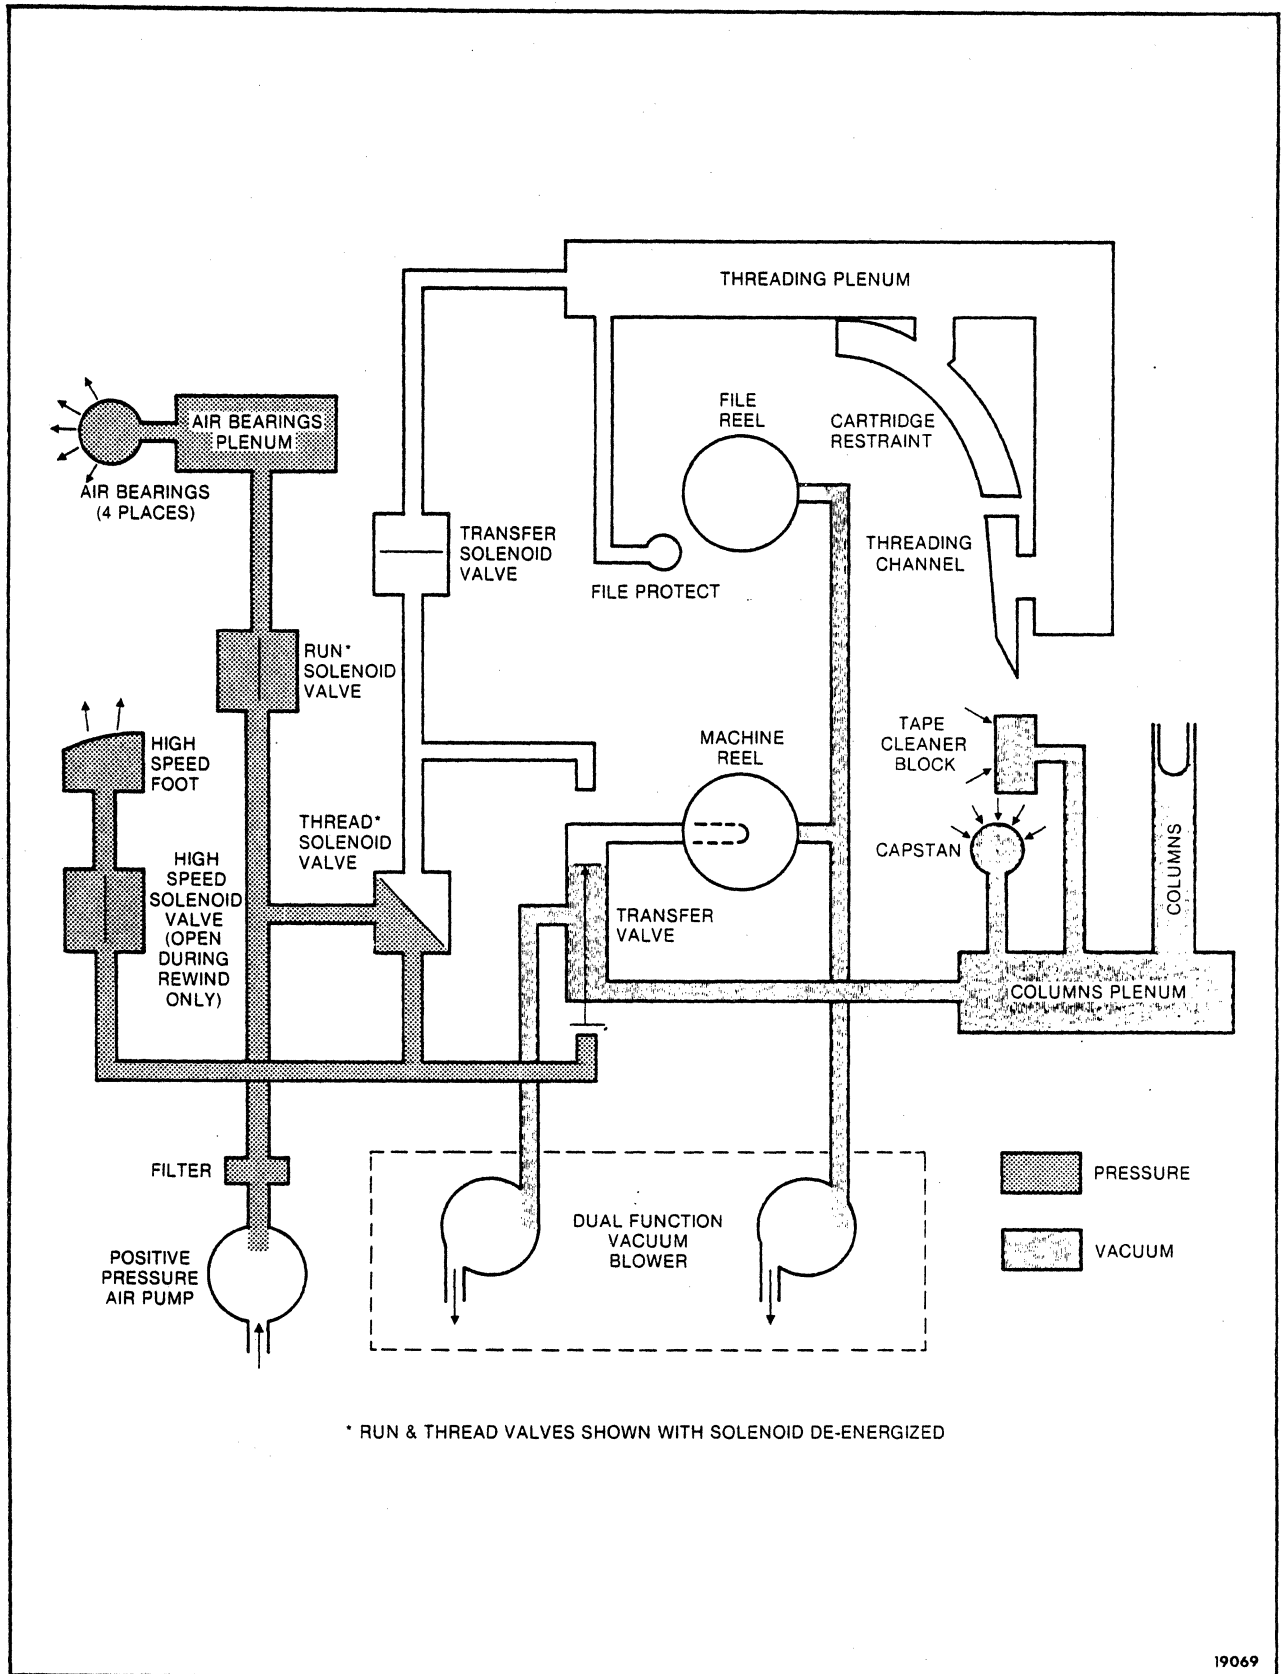 THREADING PLENUM
FILE
REEL
CARTRIDGE
RESTRAINT
AIR BEARINGS
PLENUM
AIR BEARINGS
(4 PLACES)
TRANSFER
SOLENOID
VALVE
THREADING
CHANNEL
FILE PROTECT
RUN*
SOLENOID
VALVE
HIGH
SPEED
FOOT
MACHINE
REEL
TAPE
CLEANER
BLOCK
THREAD*
SOLENOID
VALVE
CAPSTAN
COLUMNS
HIGH
SPEED
SOLENOID
VALVE
(OPEN
DURING
REWIND
ONLY)
TRANSFER
VALVE
COLUMNS PLENUM
FILTER
PRESSURE
DUAL FUNCTION
VACUUM
BLOWER
VACUUM
POSITIVE
PRESSURE
AIR PUMP
* RUN & THREAD VALVES SHOWN WITH SOLENOID DE-ENERGIZED
19069